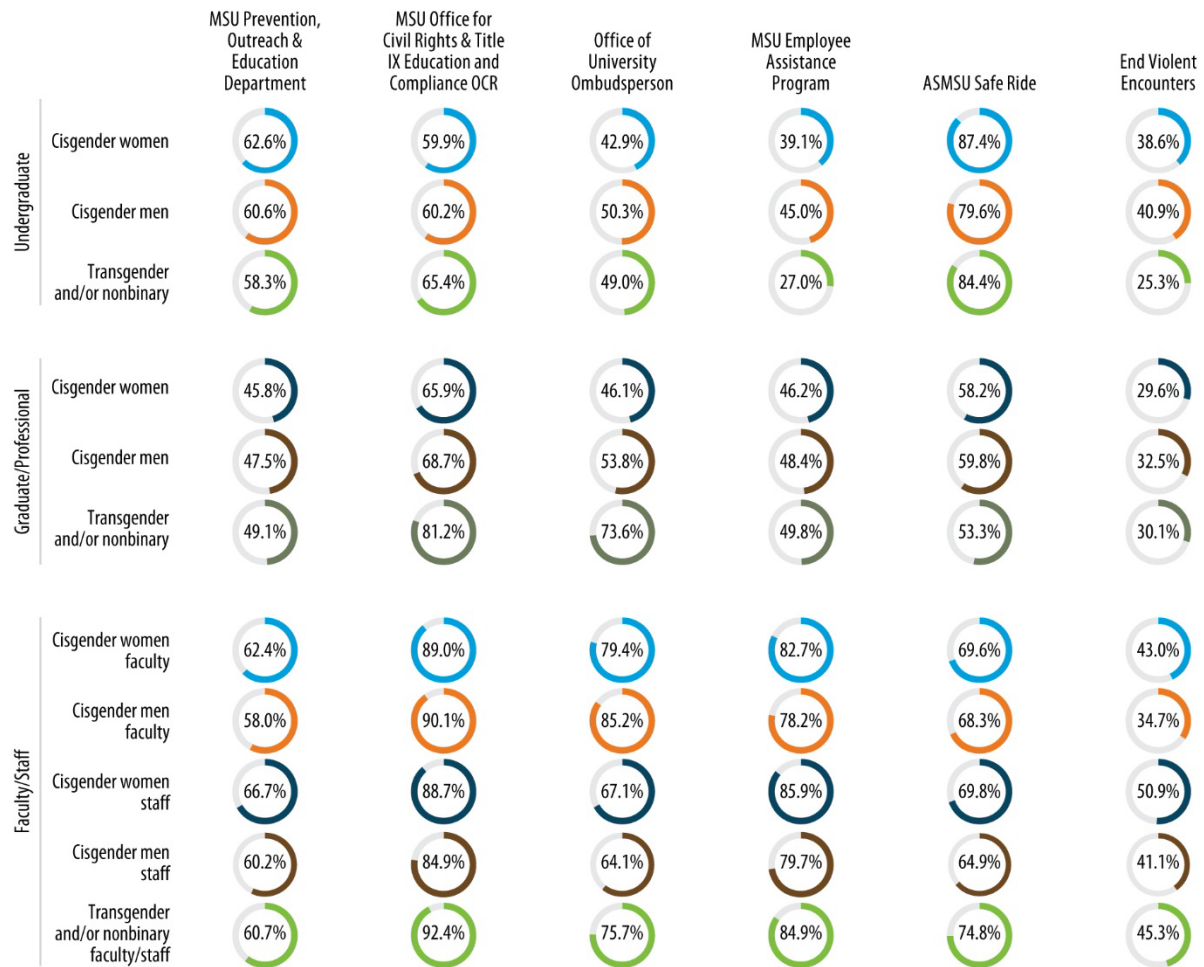 MSU Prevention,
Outreach &
Education
Department
MSU Office for
Civil Rights & Title
IX Education and
Compliance OCR
Office of
University
Ombudsperson
MSU Employee
Assistance
Program
ASMSU Safe Ride
End Violent
Encounters
Undergraduate
Cisgender women
62.6%
59.9%
42.9%
39.1%
87.4%
38.6%
Cisgender men
60.6%
60.2%
50.3%
45.0%
79.6%
40.9%
Transgender
and/or nonbinary
58.3%
65.4%
49.0%
27.0%
84.4%
25.3%
Graduate/Professional
Cisgender women
45.8%
65.9%
46.1%
46.2%
58.2%
29.6%
Cisgender men
47.5%
68.7%
53.8%
48.4%
59.8%
32.5%
Transgender
and/or nonbinary
49.1%
81.2%
73.6%
49.8%
53.3%
30.1%
Faculty/Staff
Cisgender women
faculty
62.4%
89.0%
79.4%
82.7%
69.6%
43.0%
Cisgender men
faculty
58.0%
90.1%
85.2%
78.2%
68.3%
34.7%
Cisgender women
staff
66.7%
88.7%
67.1%
85.9%
69.8%
50.9%
Cisgender men
staff
60.2%
84.9%
64.1%
79.7%
64.9%
41.1%
Transgender
and/or nonbinary
faculty/staff
60.7%
92.4%
75.7%
84.9%
74.8%
45.3%